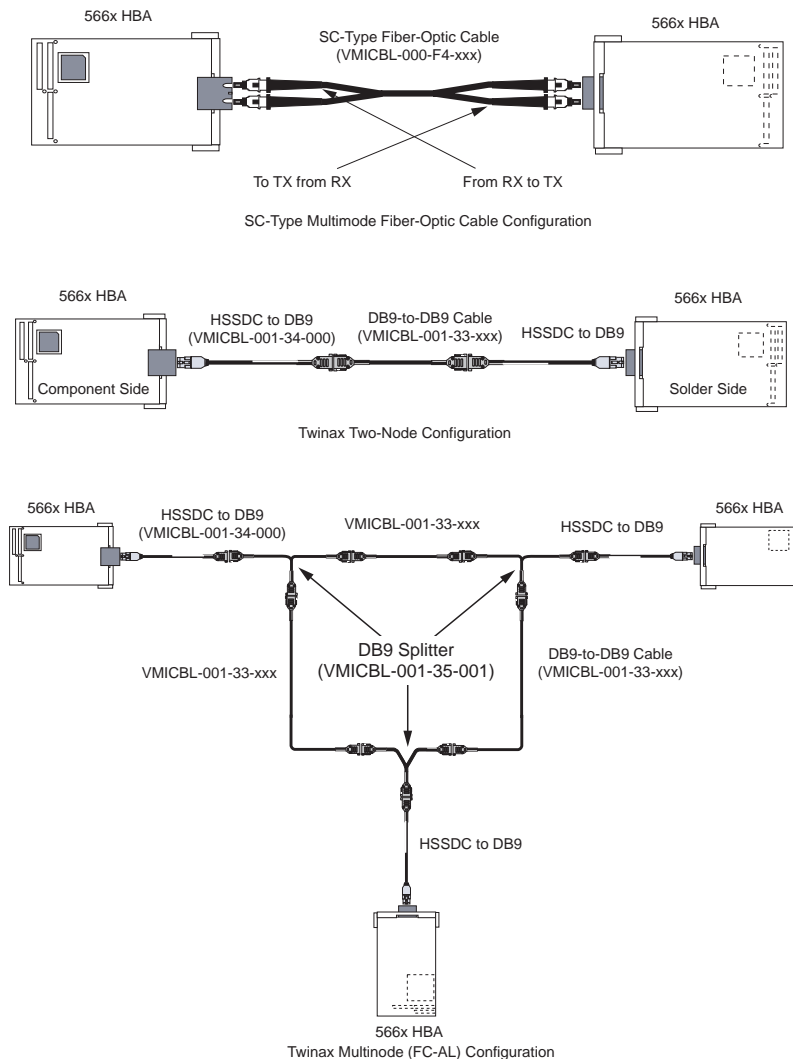 566x HBA
566x HBA
SC-Type Fiber-Optic Cable
(VMICBL-000-F4-xxx)
To TX from RX
From RX to TX
SC-Type Multimode Fiber-Optic Cable Configuration
566x HBA
566x HBA
HSSDC to DB9
(VMICBL-001-34-000)
DB9-to-DB9 Cable
(VMICBL-001-33-xxx)
HSSDC to DB9
Component Side
Solder Side
Twinax Two-Node Configuration
566x HBA
566x HBA
HSSDC to DB9
(VMICBL-001-34-000)
VMICBL-001-33-xxx
HSSDC to DB9
VMICBL-001-33-xxx
DB9 Splitter
(VMICBL-001-35-001)
DB9-to-DB9 Cable
(VMICBL-001-33-xxx)
HSSDC to DB9
566x HBA
Twinax Multinode (FC-AL) Configuration